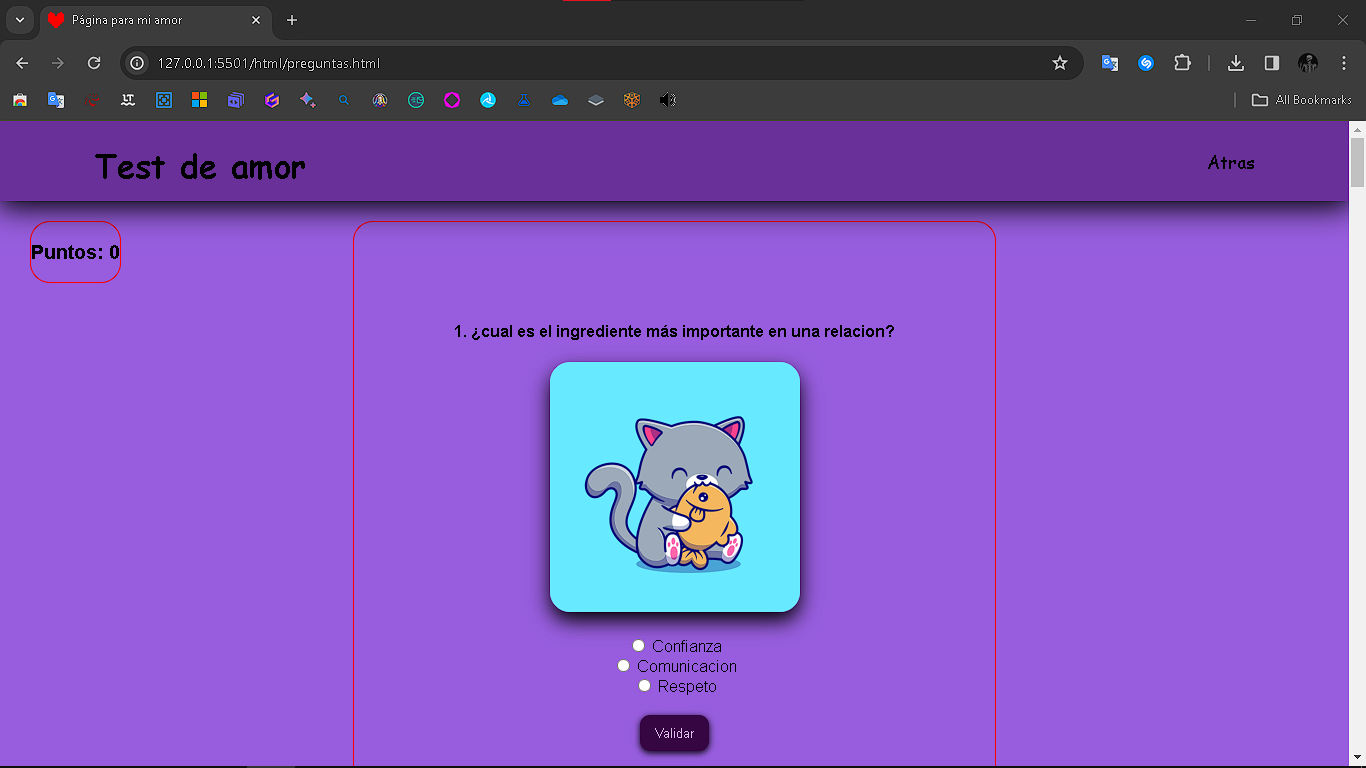 Página para mi amor
127.0.0.1:5501/html/preguntas.html
All Bookmarks
Test de amor
Atras
Puntos: 0
1. ¿cual es el ingrediente más importante en una relacion?
Confianza
Comunicacion
Respeto
Validar